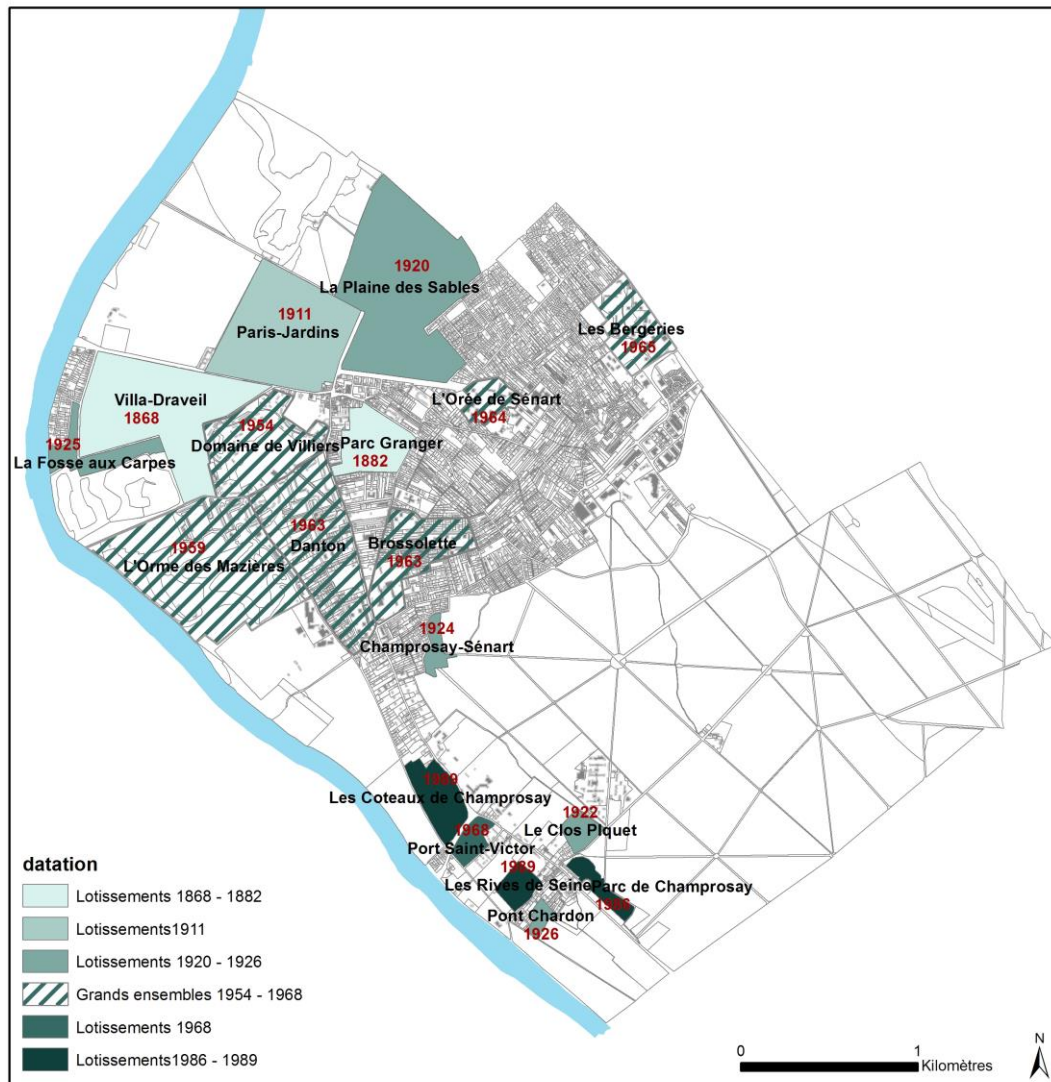 1920
La Plaine des Sables
1911
Paris-Jardins
Les Bergeries
1965
Villa-Draveil
1868
L'Orée de Sénart
1964
1954
Domaine de Villiers
Parc Granger
1882
1925
La Fosse aux Carpes
1963
Danton
Brossolette
1963
1959
L'Orme des Mazières
1924
Champrosay-Sénart
1989
Les Coteaux de Champrosay
1968
Port Saint-Victor
1922
Le Clos Piquet
1989
Les Rives de Seine
Parc de Champrosay
Pont Chardon
1926
datation
Lotissements 1868 - 1882
Lotissements1911
Lotissements 1920 - 1926
Grands ensembles 1954 - 1968
Lotissements 1968
Lotissements1986 - 1989
0 1
Kilomètres
N